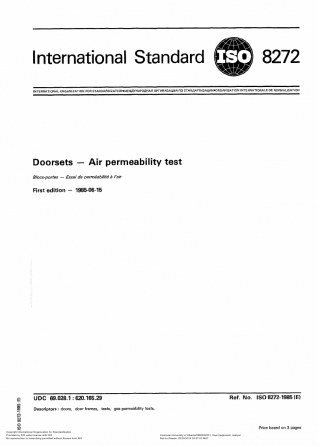 International Standard ISO 8272
INTERNATIONAL ORGANIZATION FOR STANDARDIZATION•МЕЖДУНАРОДНАЯ ОРГАНИЗАЦИЯ ПО СТАНДАРТИЗАЦИИ•ORGANISATION INTERNATIONALE DE NORMALISATION
Doorsets — Air permeability test
Blocs-portes — Essai de perméabilité à l'air
First edition — 1985-06-15
ISO 8272-1985 (E)
UDC 69.028.1 : 620.165.29
Ref. No. ISO 8272-1985 (E)
Descriptors : doors, door frames, tests, gas permeability tests.
Price based on 3 pages
Copyright International Organization for Standardization
Provided by IHS under license with ISO
No reproduction or networking permitted without license from IHS